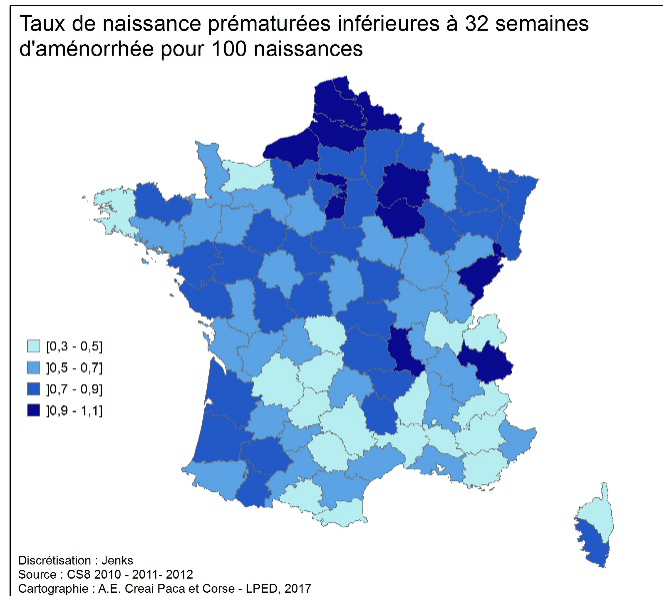 Taux de naissance prématurées inférieures à 32 semaines
d'aménorrhée pour 100 naissances
]0,3 - 0,5]
]0,5 - 0,7]
]0,7 - 0,9]
]0,9 - 1,1]
Discrétisation : Jenks
Source : CS8 2010 - 2011- 2012
Cartographie : A.E. Creai Paca et Corse - LPED, 2017